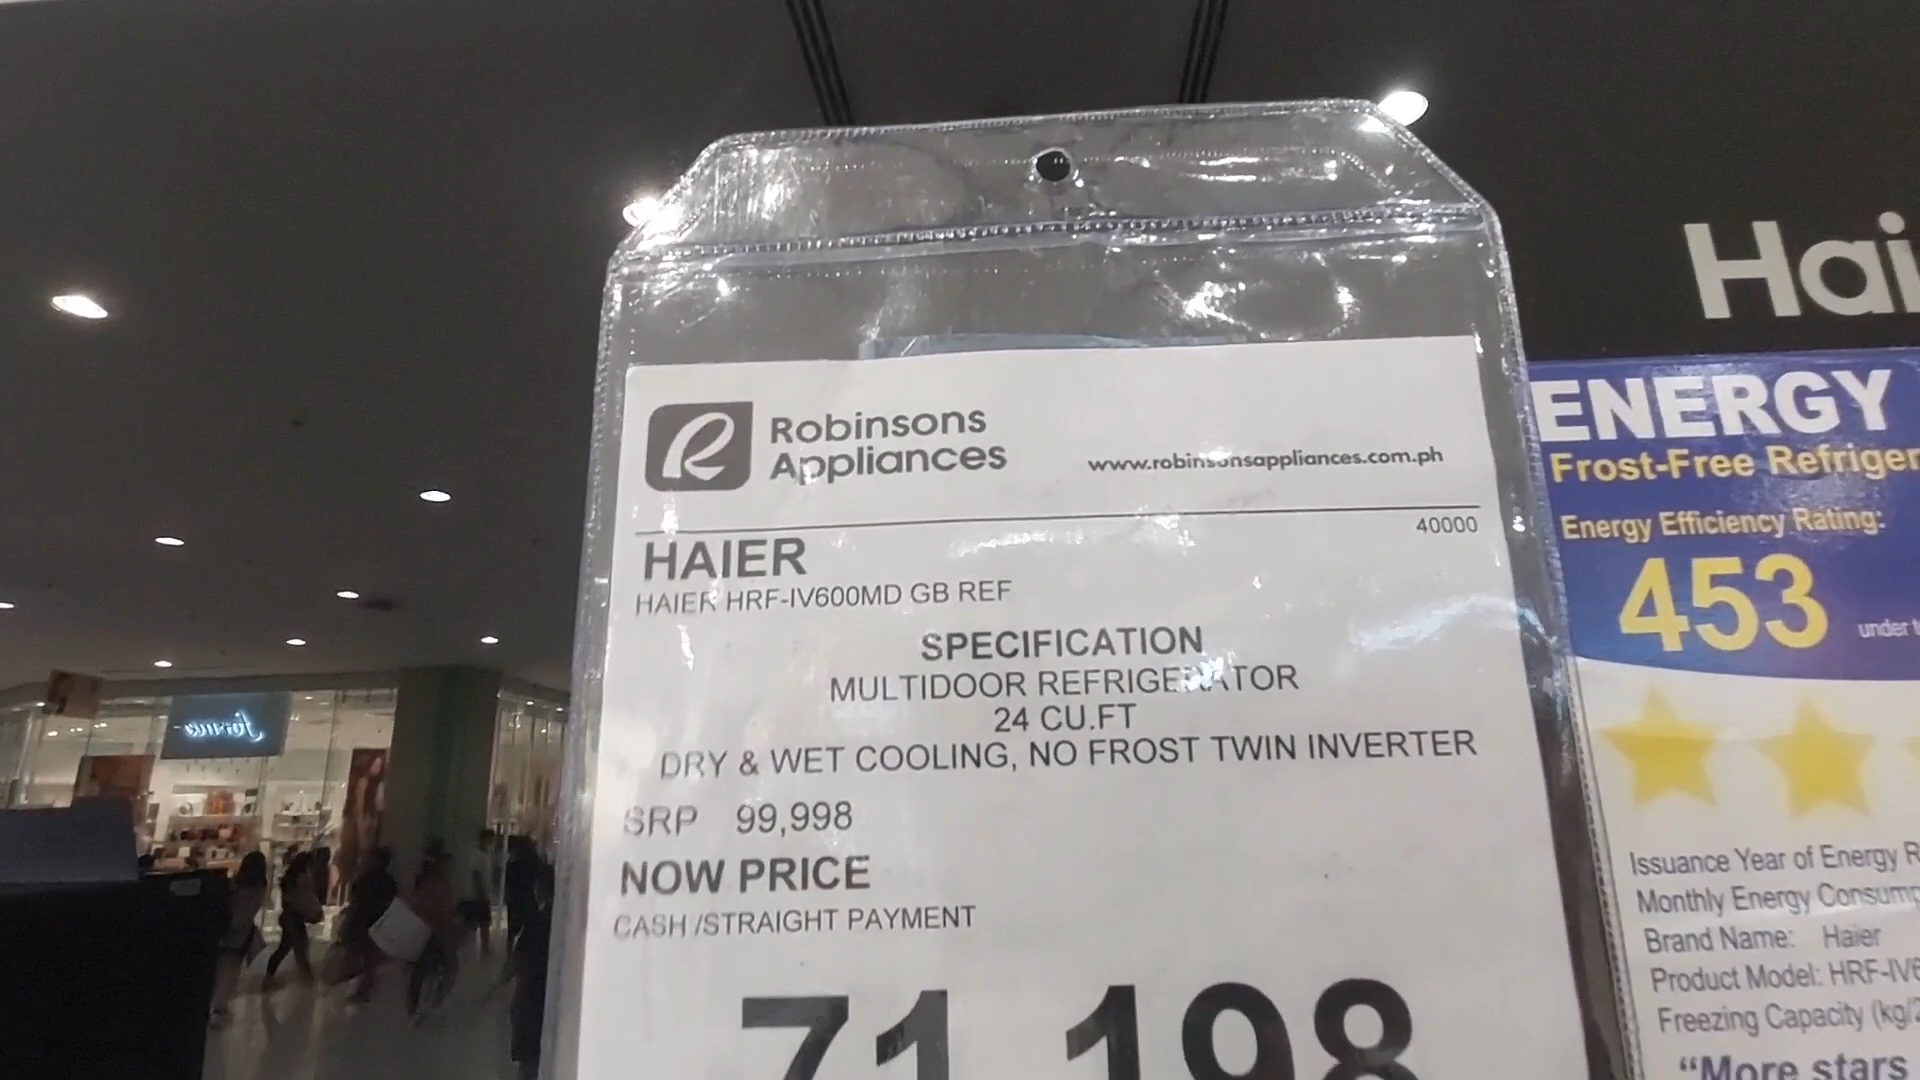 Robinsons
Appliances
www.robinsonsappliances.com.ph
40000
HAIER
HAIER HRF-IV600MD GB REF
SPECIFICATION
MULTIDOOR REFRIGERATOR
24 CU.FT
DRY & WET COOLING, NO FROST TWIN INVERTER
SRP 99,998
NOW PRICE
CASH /STRAIGHT PAYMENT
71,198
Hai
ENERGY
Frost-Free Refriger
Energy Efficiency Rating:
453
under
Issuance Year of Energy R
Monthly Energy Consump
Brand Name: Haier
Product Model: HRF-IV6
Freezing Capacity (kg/2
"More stars